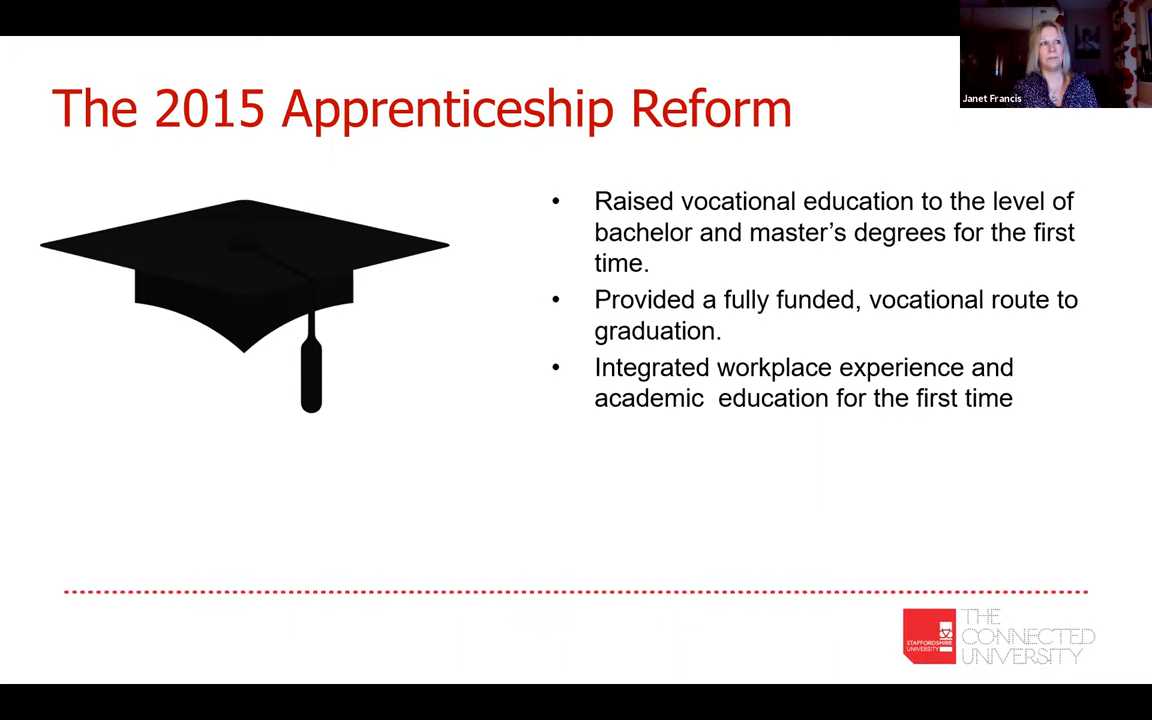 Janet Francis
The 2015 Apprenticeship Reform
• Raised vocational education to the level of
bachelor and master’s degrees for the first
time.
• Provided a fully funded, vocational route to
graduation.
• Integrated workplace experience and
academic  education for the first time
STAFFORDSHIRE
UNIVERSITY
THE
CONNECTED
UNIVERSITY